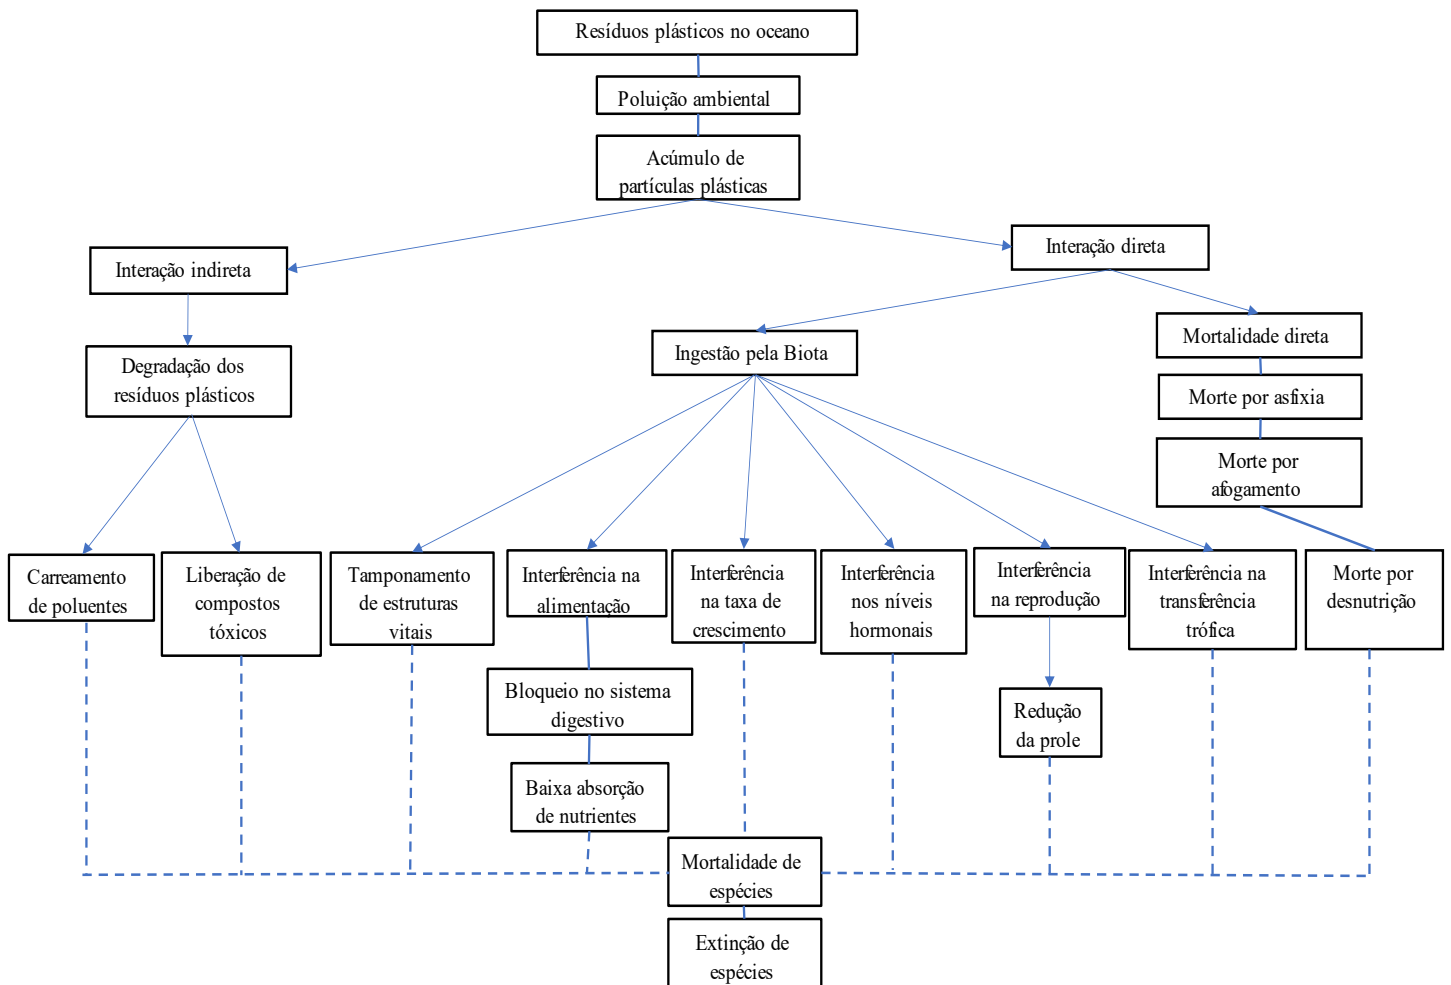 Resíduos plásticos no oceano
Poluição ambiental
Acúmulo de
partículas plásticas
Interação indireta
Interação direta
Degradação dos
resíduos plásticos
Ingestão pela Biota
Mortalidade direta
Morte por asfixia
Morte por
afogamento
Carreamento
de poluentes
Liberação de
compostos
tóxicos
Tamponamento
de estruturas
vitais
Interferência na
alimentação
Interferência
na taxa de
crescimento
Interferência
nos níveis
hormonais
Interferência
na reprodução
Interferência na
transferência
trófica
Morte por
desnutrição
Bloqueio no sistema
digestivo
Redução
da prole
Baixa absorção
de nutrientes
Mortalidade de
espécies
Extinção de
espécies